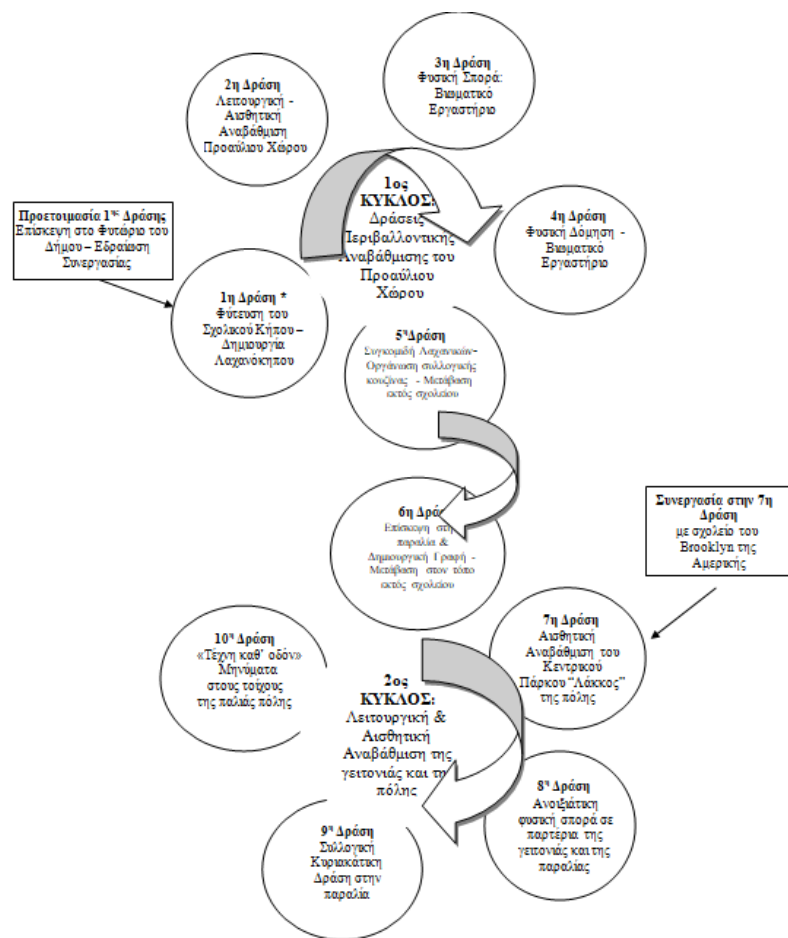 2η Δράση
Λειτουργική -
Αισθητική
Αναβάθμιση
Προαύλιου Χώρου
3η Δράση
Φυσική Σπορά:
Βιωματικό
Εργαστήριο
1ος
ΚΥΚΛΟΣ:
Δράσεις
Περιβαλλοντικής
Αναβάθμισης του
Προαύλιου
Χώρου
Προετοιμασία 1ης Δράσης
Επίσκεψη στο Φυτώριο του
Δήμου – Εδραίωση
Συνεργασίας
4η Δράση
Φυσική Δόμηση -
Βιωματικό
Εργαστήριο
1η Δράση *
Φύτευση του
Σχολικού Κήπου –
Δημιουργία
Λαχανόκηπου
5η Δράση
Συγκομιδή Λαχανικών-
Οργάνωση συλλογικής
κουζίνας - Μετάβαση
εκτός σχολείου
6η Δράση
Επίσκεψη στην
παραλία &
Δημιουργική Γραφή -
Μετάβαση στον τόπο
εκτός σχολείου
Συνεργασία στην 7η
Δράση
με σχολείο του
Brooklyn της
Αμερικής
7η Δράση
Αισθητική
Αναβάθμιση του
Κεντρικού
Πάρκου “Λάκκος”
της πόλης
10η Δράση
«Τέχνη καθ’ οδόν»
Μηνύματα
στους τοίχους
της παλιάς πόλης
2ος
ΚΥΚΛΟΣ:
Λειτουργική &
Αισθητική
Αναβάθμιση της
γειτονιάς και της
πόλης
8η Δράση
Ανοιξιάτικη
φυσική σπορά σε
παρτέρια της
γειτονιάς και της
παραλίας
9η Δράση
Συλλογική
Κυριακάτικη
Δράση στην
παραλία